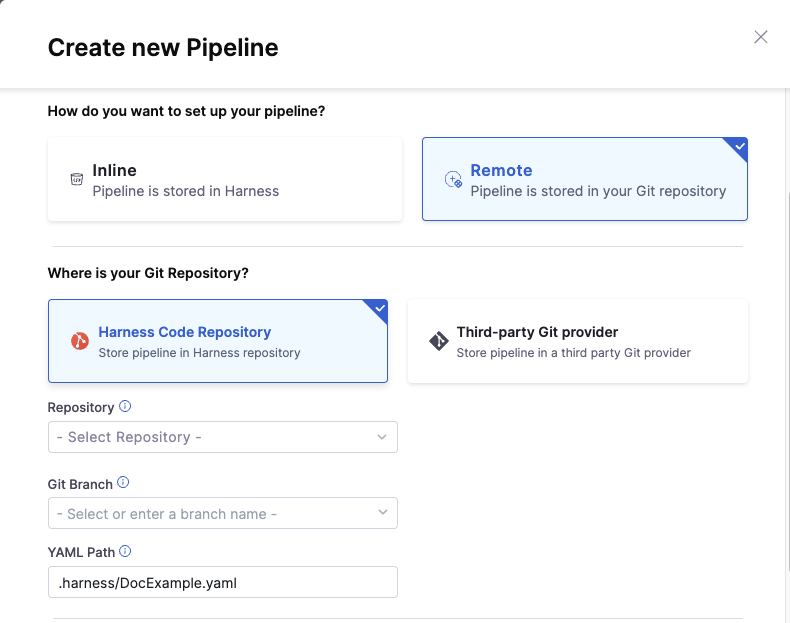 Create new Pipeline
How do you want to set up your pipeline?
Inline
Pipeline is stored in Harness
Remote
Pipeline is stored in your Git repository
Where is your Git Repository?
Harness Code Repository
Store pipeline in Harness repository
Third-party Git provider
Store pipeline in a third party Git provider
Repository
- Select Repository -
Git Branch
- Select or enter a branch name -
YAML Path
.harness/DocExample.yaml